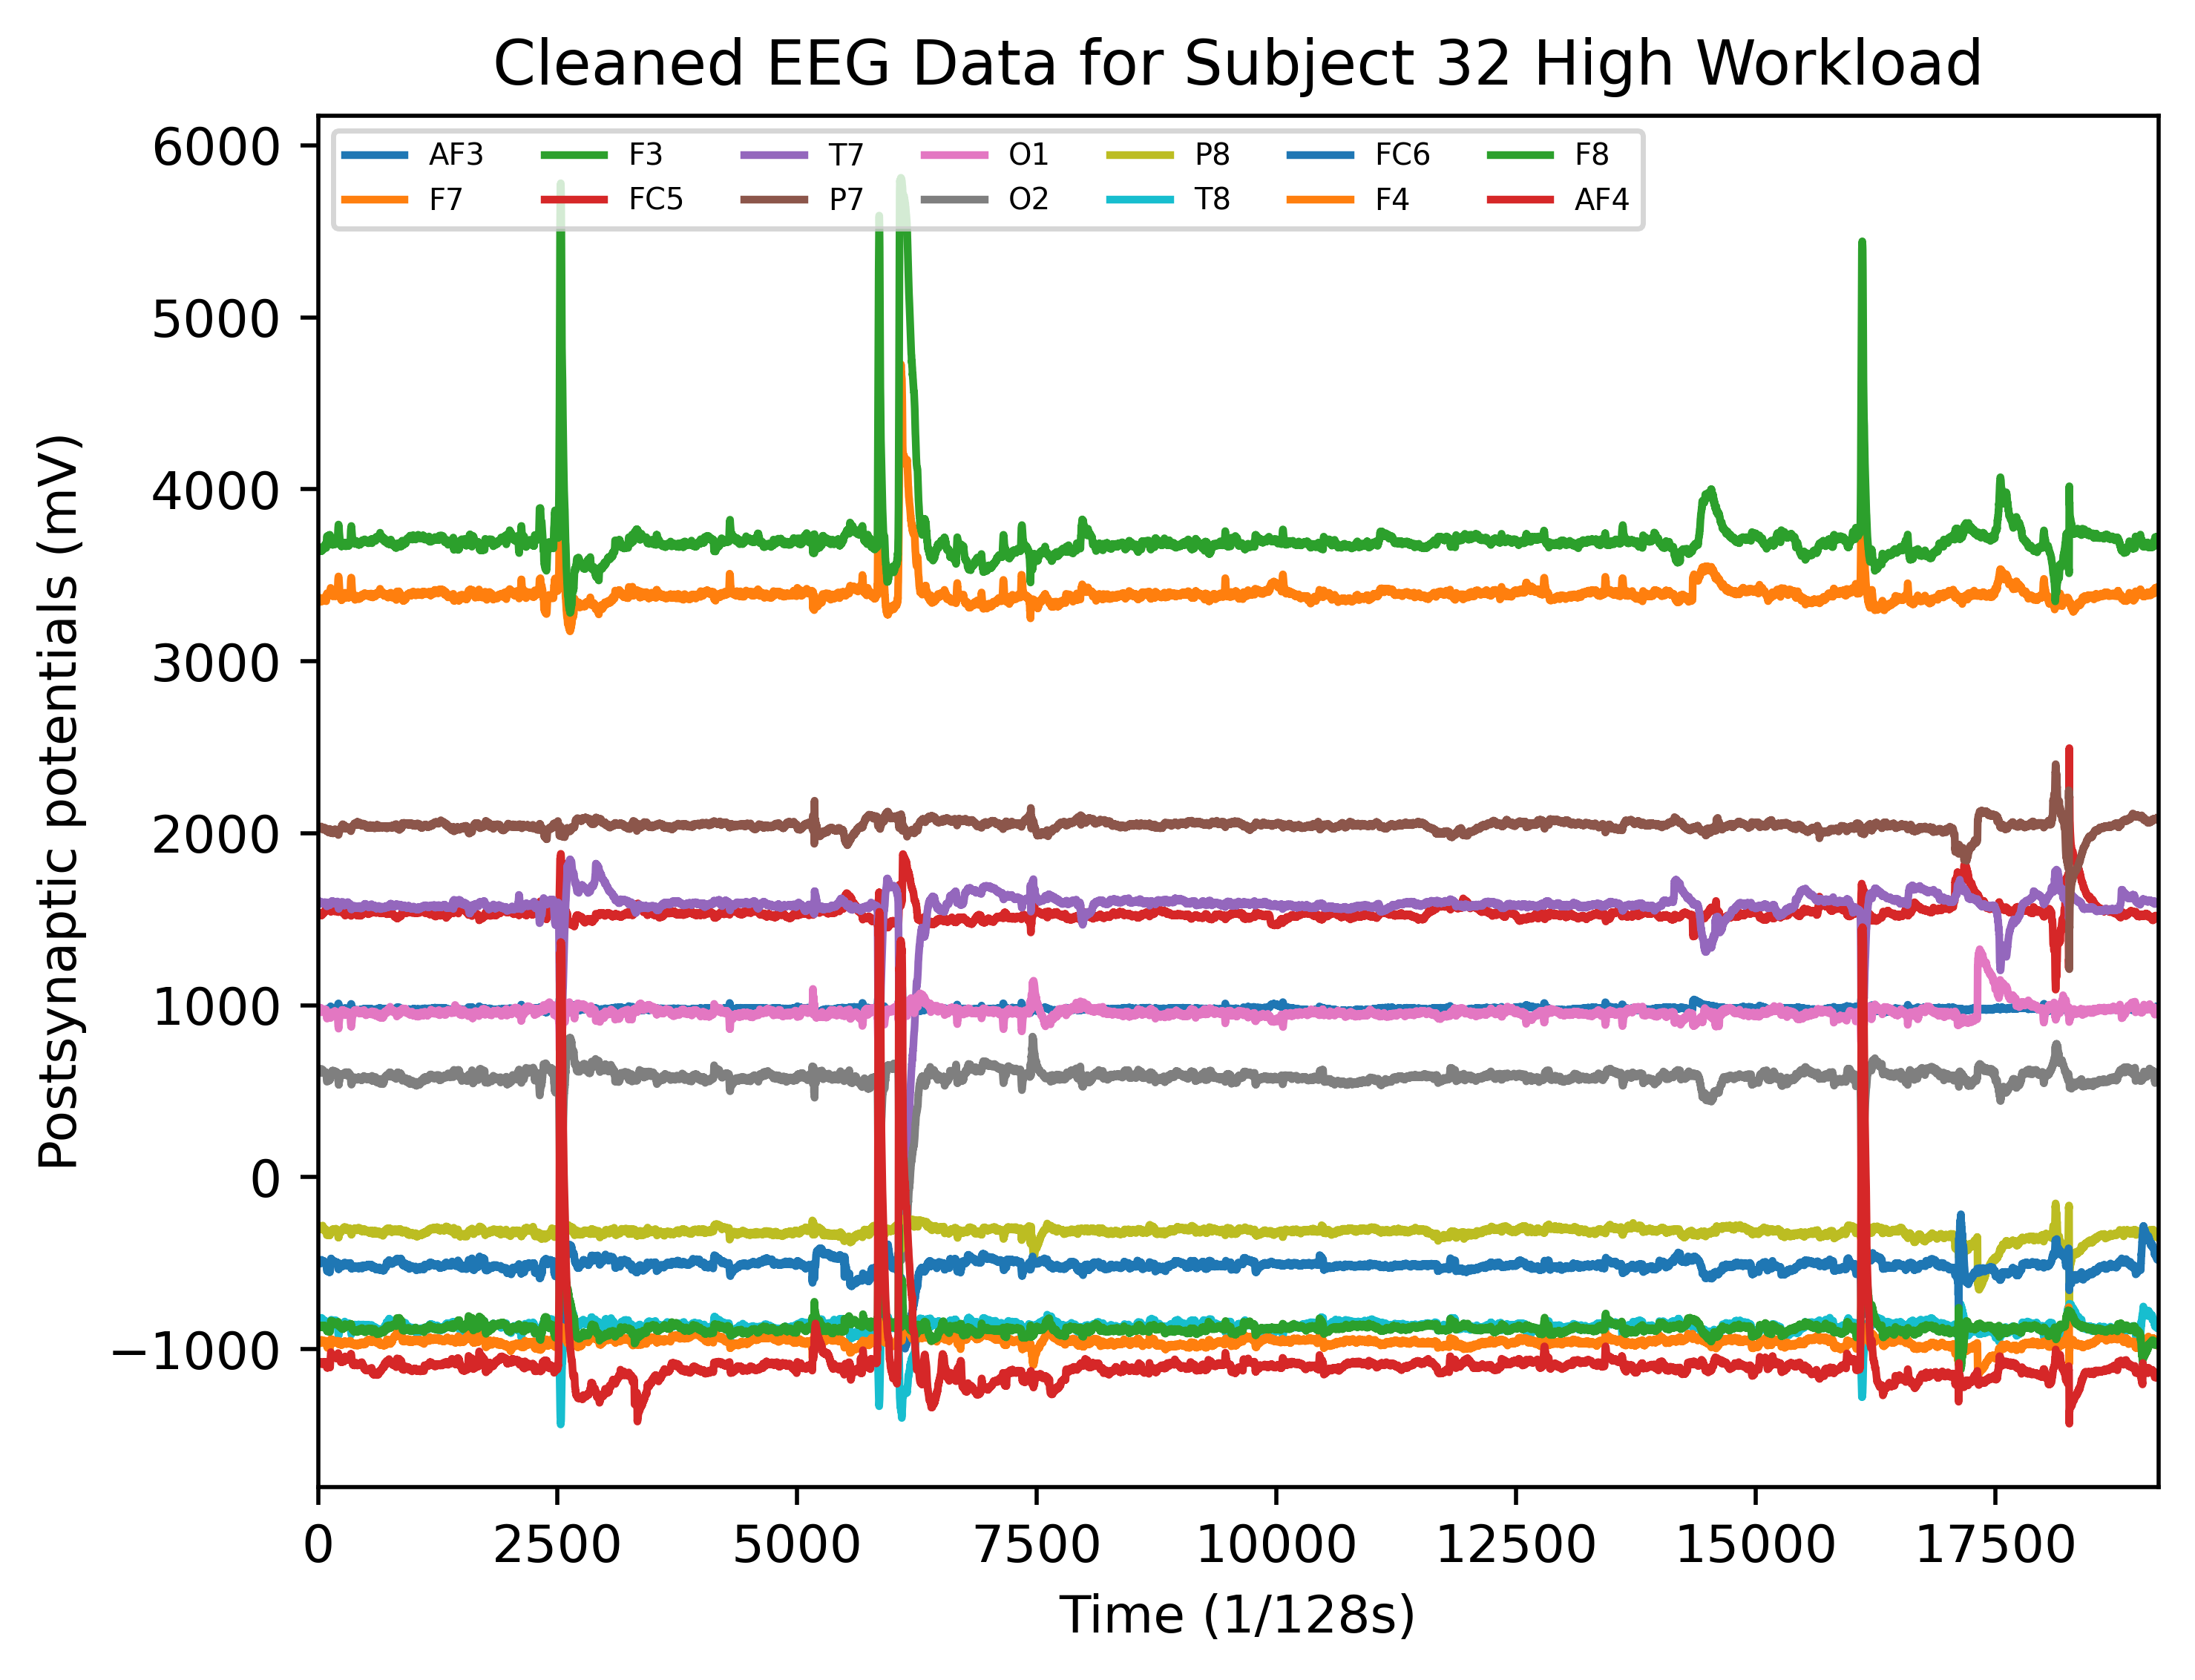 Cleaned EEG Data for Subject 32 High Workload
AF3 F3 T7 O1 P8 FC6 F8
F7 FC5 P7 O2 T8 F4 AF4
6000
5000
4000
3000
2000
1000
0
−1000
Postsynaptic potentials (mV)
0 2500 5000 7500 10000 12500 15000 17500
Time (1/128s)